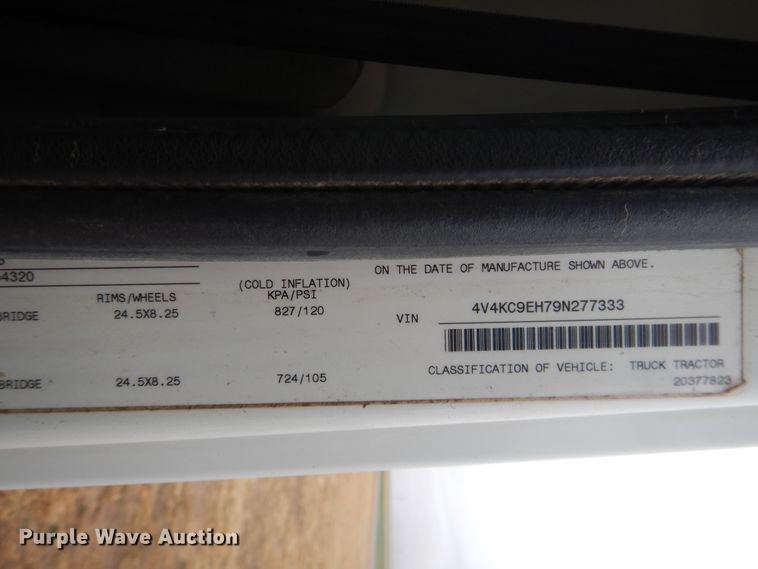 4320
ON THE DATE OF MANUFACTURE SHOWN ABOVE.
RIMS/WHEELS
(COLD INFLATION)
KPA/PSI
BRIDGE 24.5X8.25 827/120
VIN 4V4KC9EH79N277333
CLASSIFICATION OF VEHICLE: TRUCK TRACTOR
BRIDGE 24.5X8.25 724/105
20377823
Purple Wave Auction